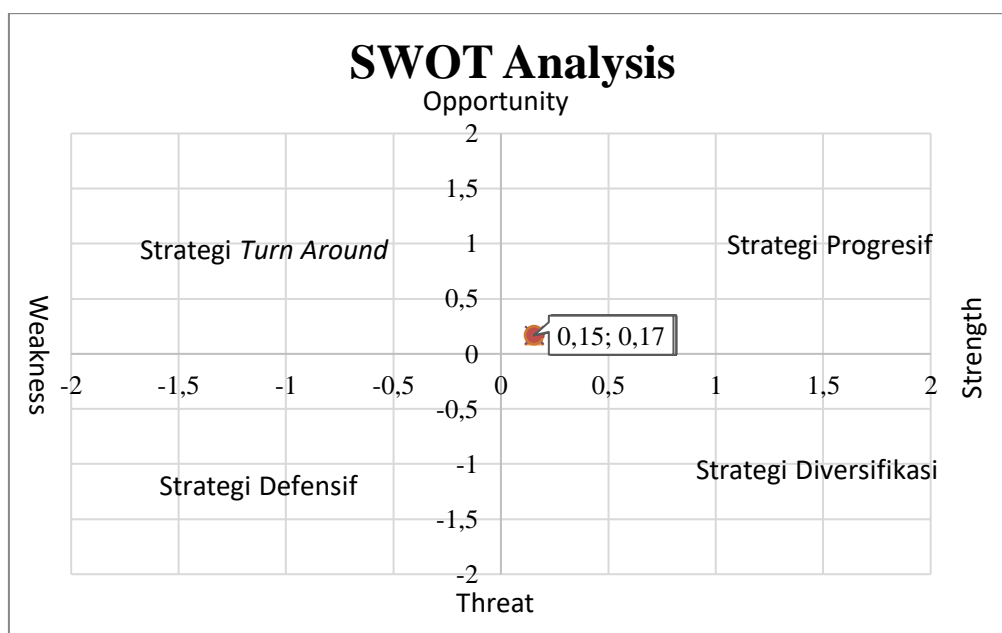 SWOT Analysis
Opportunity
2
1,5
Strategi Turn Around
1
Strategi Progresif
Weakness
0,5
0,15; 0,17
0
Strength
-2
-1,5
-1
-0,5
0
0,5
1
1,5
2
-0,5
Strategi Defensif
-1
Strategi Diversifikasi
-1,5
-2
Threat